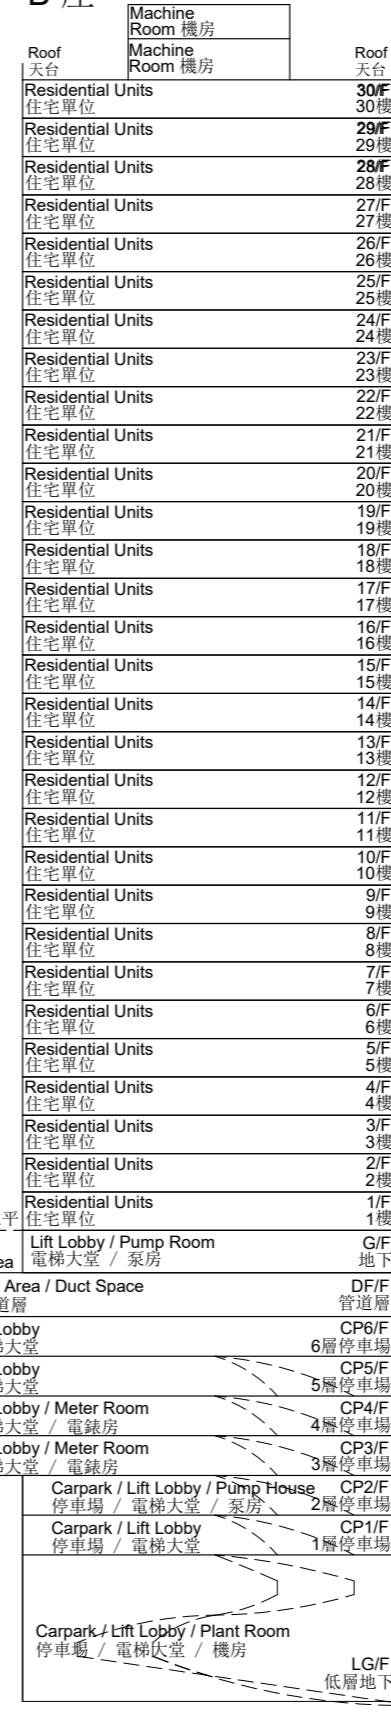 B 座
Machine
Room 機房
Roof
天台
Machine
Room 機房
Roof
天台
Residential Units 30/F
住宅單位 30樓
Residential Units 29/F
住宅單位 29樓
Residential Units 28/F
住宅單位 28樓
Residential Units 27/F
住宅單位 27樓
Residential Units 26/F
住宅單位 26樓
Residential Units 25/F
住宅單位 25樓
Residential Units 24/F
住宅單位 24樓
Residential Units 23/F
住宅單位 23樓
Residential Units 22/F
住宅單位 22樓
Residential Units 21/F
住宅單位 21樓
Residential Units 20/F
住宅單位 20樓
Residential Units 19/F
住宅單位 19樓
Residential Units 18/F
住宅單位 18樓
Residential Units 17/F
住宅單位 17樓
Residential Units 16/F
住宅單位 16樓
Residential Units 15/F
住宅單位 15樓
Residential Units 14/F
住宅單位 14樓
Residential Units 13/F
住宅單位 13樓
Residential Units 12/F
住宅單位 12樓
Residential Units 11/F
住宅單位 11樓
Residential Units 10/F
住宅單位 10樓
Residential Units 9/F
住宅單位 9樓
Residential Units 8/F
住宅單位 8樓
Residential Units 7/F
住宅單位 7樓
Residential Units 6/F
住宅單位 6樓
Residential Units 5/F
住宅單位 5樓
Residential Units 4/F
住宅單位 4樓
Residential Units 3/F
住宅單位 3樓
Residential Units 2/F
住宅單位 2樓
Residential Units 1/F
平 住宅單位 1樓
Lift Lobby / Pump Room G/F
ea 電梯大堂 / 泵房 地下
Area / Duct Space DF/F
道層 管道層
obby CP6/F
大堂 6層停車場
obby CP5/F
大堂 5層停車場
obby / Meter Room CP4/F
大堂 / 電錶房 4層停車場
obby / Meter Room CP3/F
大堂 / 電錶房 3層停車場
Carpark / Lift Lobby / Pump House CP2/F
停車場 / 電梯大堂 / 泵房 2層停車場
Carpark / Lift Lobby CP1/F
停車場 / 電梯大堂 1層停車場
Carpark / Lift Lobby / Plant Room
停車場 / 電梯大堂 / 機房
LG/F
低層地下